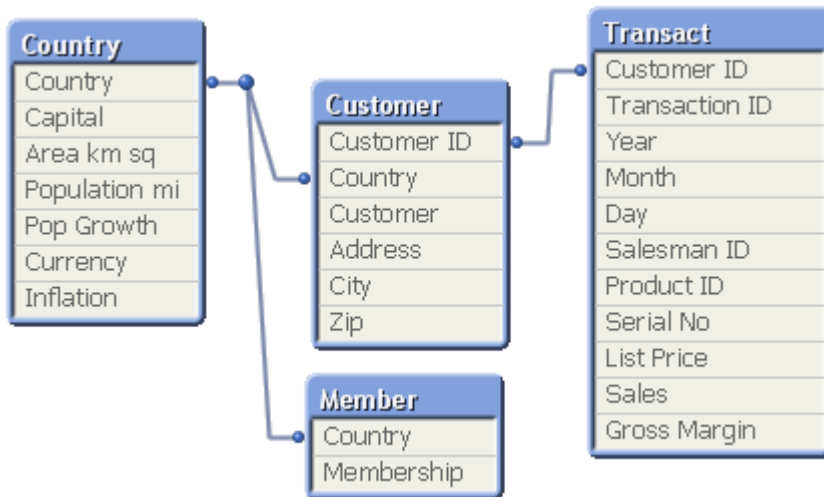 Country
Country
Capital
Area km sq
Population mi
Pop Growth
Currency
Inflation
Customer
Customer ID
Country
Customer
Address
City
Zip
Member
Country
Membership
Transact
Customer ID
Transaction ID
Year
Month
Day
Salesman ID
Product ID
Serial No
List Price
Sales
Gross Margin